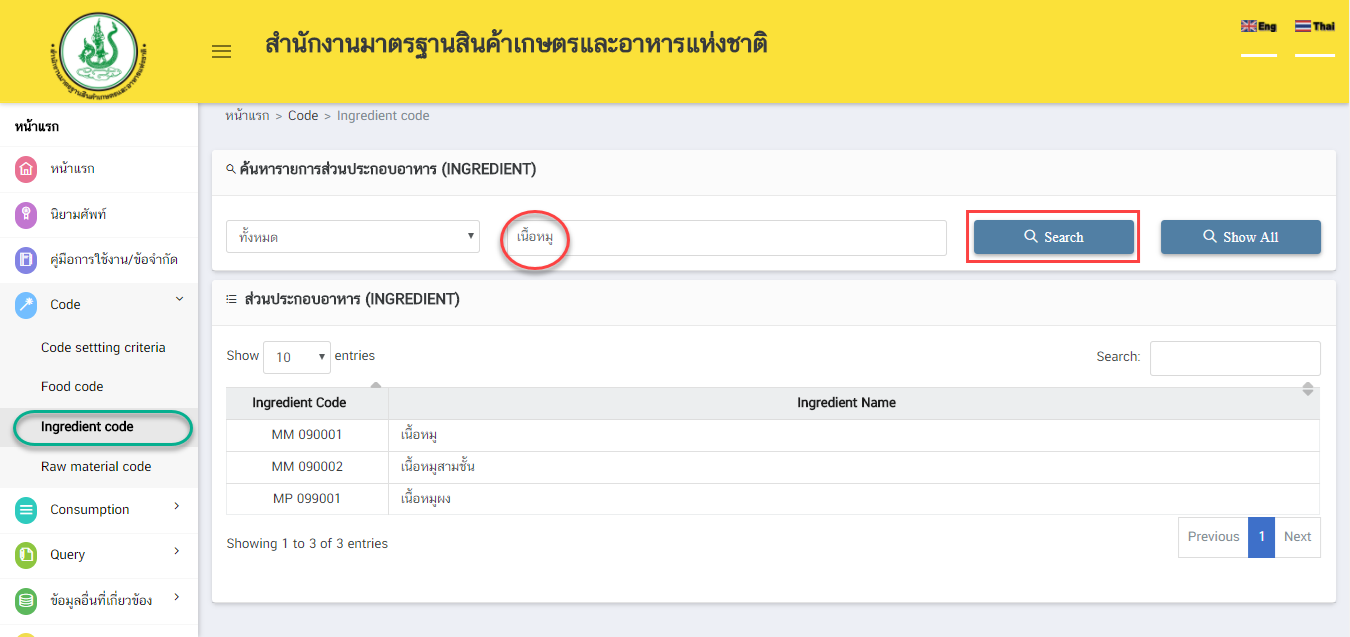 สำนักงานมาตรฐานสินค้าเกษตรและอาหารแห่งชาติ
Eng Thai
หน้าแรก
หน้าแรก
นิยามศัพท์
คู่มือการใช้งาน/ข้อจำกัด
Code
Code settting criteria
Food code
Ingredient code
Raw material code
Consumption
Query
ข้อมูลอื่นที่เกี่ยวข้อง
หน้าแรก > Code > Ingredient code
ค้นหารายการส่วนประกอบอาหาร (INGREDIENT)
ทั้งหมด เนื้อหมู Search Show All
ส่วนประกอบอาหาร (INGREDIENT)
Show 10 entries Search:
Ingredient Code Ingredient Name
MM 090001 เนื้อหมู
MM 090002 เนื้อหมูสามชั้น
MP 099001 เนื้อหมูผง
Showing 1 to 3 of 3 entries
Previous 1 Next